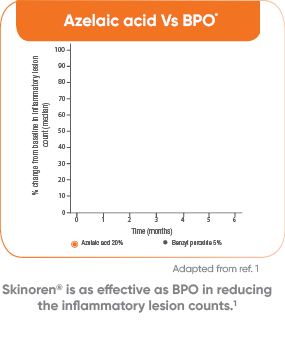 Azelaic acid Vs BPO*
100
90
80
70
60
50
40
30
20
10
0
% change from baseline in inflammatory lesion
count (median)
0 1 2 3 4 5 6
Time (months)
Azelaic acid 20% Benzoyl peroxide 5%
Adapted from ref. 1
Skinoren® is as effective as BPO in reducing
the inflammatory lesion counts.¹